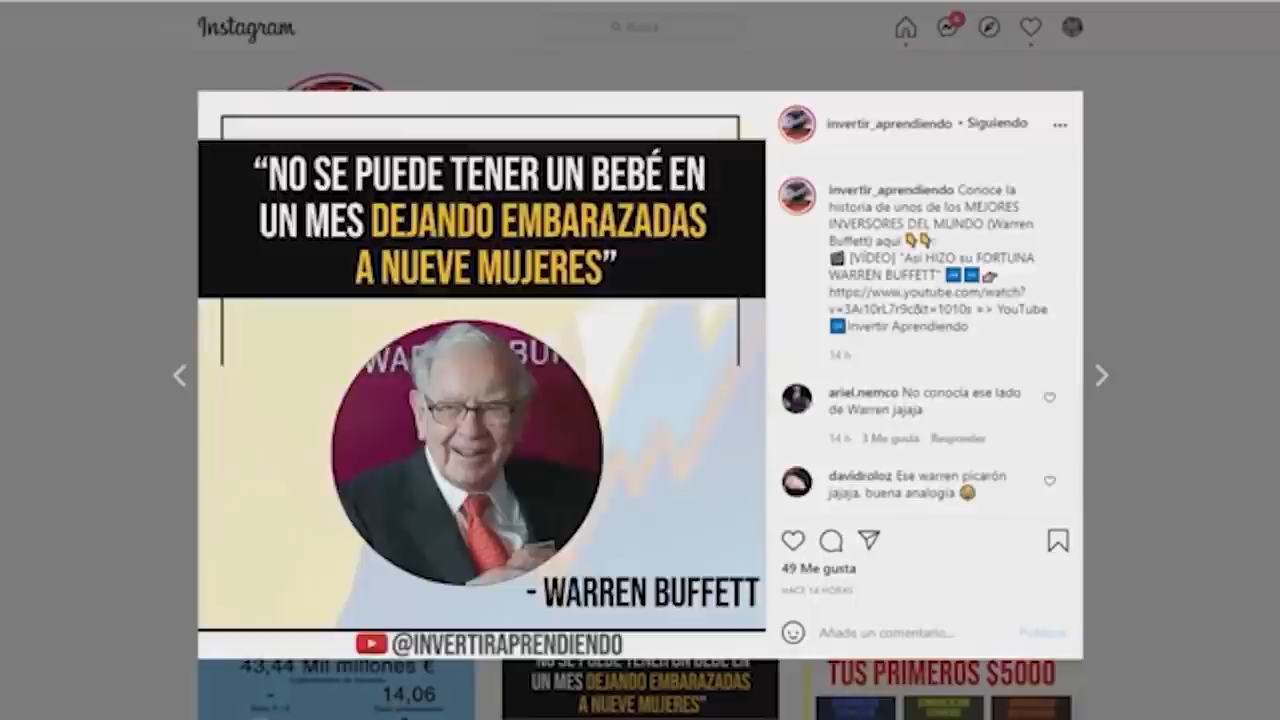 Instagram
Busca
6
“NO SE PUEDE TENER UN BEBÉ EN
UN MES DEJANDO EMBARAZADAS
A NUEVE MUJERES”
- WARREN BUFFETT
@INVERTIRAPRENDIENDO
invertir_aprendiendo • Siguiendo
invertir_aprendiendo Conoce la
historia de unos de los MEJORES
INVERSORES DEL MUNDO (Warren
Buffett) aquí 👇👇:
🎬 [VÍDEO] "Así HIZO su FORTUNA
WARREN BUFFETT"
https://www.youtube.com/watch?
v=3Ai10rL7r9c&t=1010s => YouTube
Invertir Aprendiendo
14 h
ariel.nemco No conocía ese lado
de Warren jajaja
14 h 3 Me gusta Responder
davidroloz Ese warren picarón
jajaja, buena analogía
49 Me gusta
HACE 14 HORAS
Añade un comentario...
Publicar
43,44 Mil millones €
14,06
NO SE PUEDE TENER UN BEBÉ EN
UN MES DEJANDO EMBARAZADAS
A NUEVE MUJERES”
TUS PRIMEROS $5000